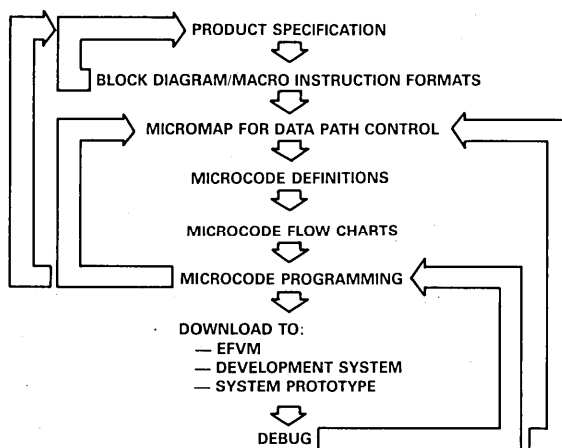 PRODUCT SPECIFICATION
BLOCK DIAGRAM/MACRO INSTRUCTION FORMATS
MICROMAP FOR DATA PATH CONTROL
MICROCODE DEFINITIONS
MICROCODE FLOW CHARTS
MICROCODE PROGRAMMING
DOWNLOAD TO:
— EFVM
— DEVELOPMENT SYSTEM
— SYSTEM PROTOTYPE
DEBUG